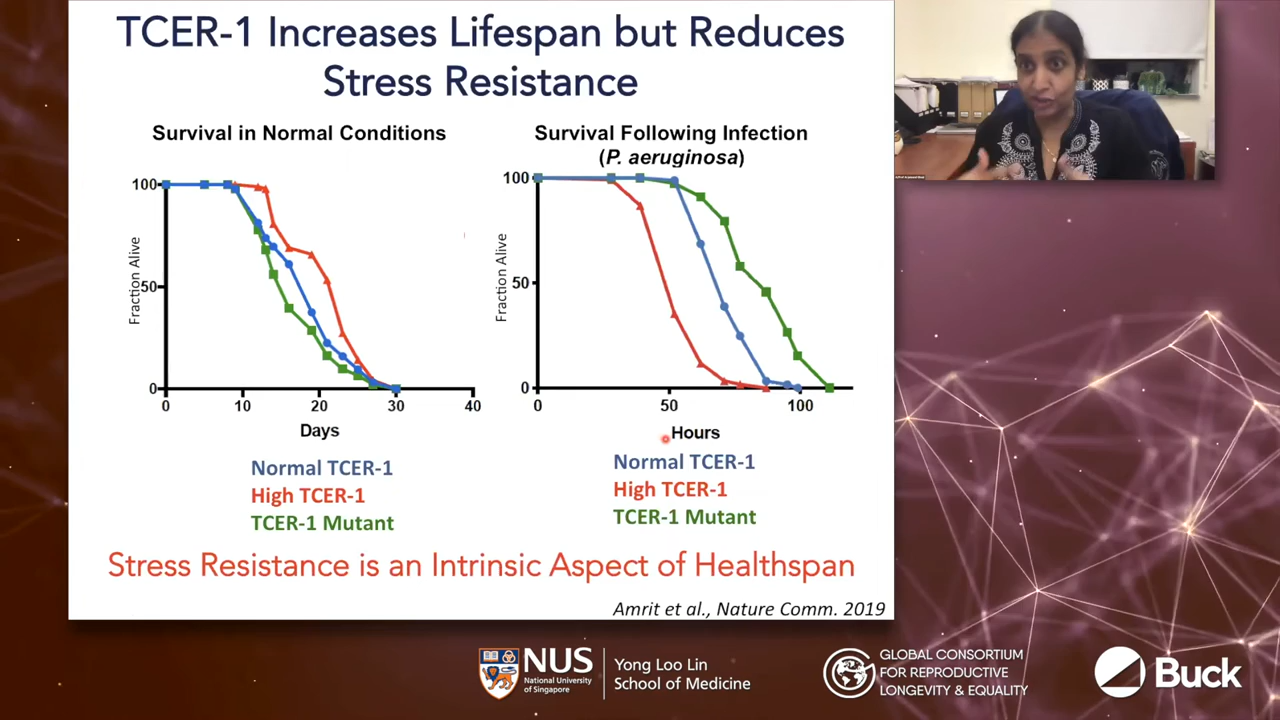 TCER-1 Increases Lifespan but Reduces
Stress Resistance
Survival in Normal Conditions
100
50
0
Fraction Alive
0 10 20 30 40
Days
Normal TCER-1
High TCER-1
TCER-1 Mutant
Survival Following Infection
(P. aeruginosa)
100
50
0
Fraction Alive
0 50 100
Hours
Normal TCER-1
High TCER-1
TCER-1 Mutant
Stress Resistance is an Intrinsic Aspect of Healthspan
Amrit et al., Nature Comm. 2019
NUS
National University
of Singapore
Yong Loo Lin
School of Medicine
GLOBAL CONSORTIUM
FOR REPRODUCTIVE
LONGEVITY & EQUALITY
Buck